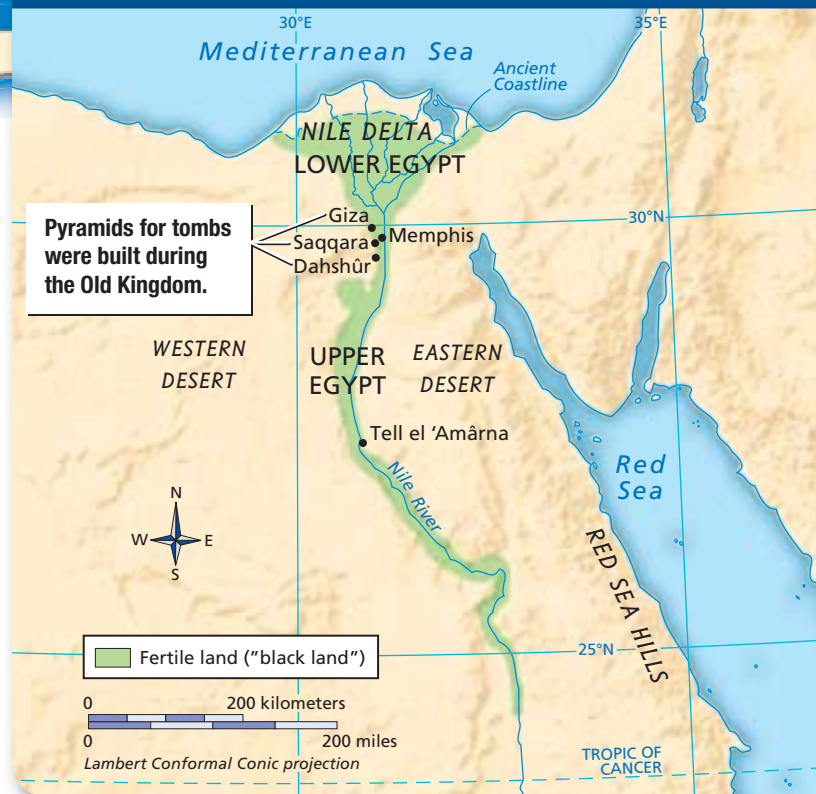 30°E
35°E
Mediterranean Sea
Ancient
Coastline
NILE DELTA
LOWER EGYPT
Pyramids for tombs
were built during
the Old Kingdom.
Giza
Saqqara
Dahshûr
Memphis
30°N
WESTERN
DESERT
UPPER
EGYPT
EASTERN
DESERT
Tell el 'Amârna
Nile River
Red
Sea
RED SEA HILLS
N
W
E
S
25°N
Fertile land ("black land")
0
200 kilometers
0
200 miles
Lambert Conformal Conic projection
TROPIC OF
CANCER